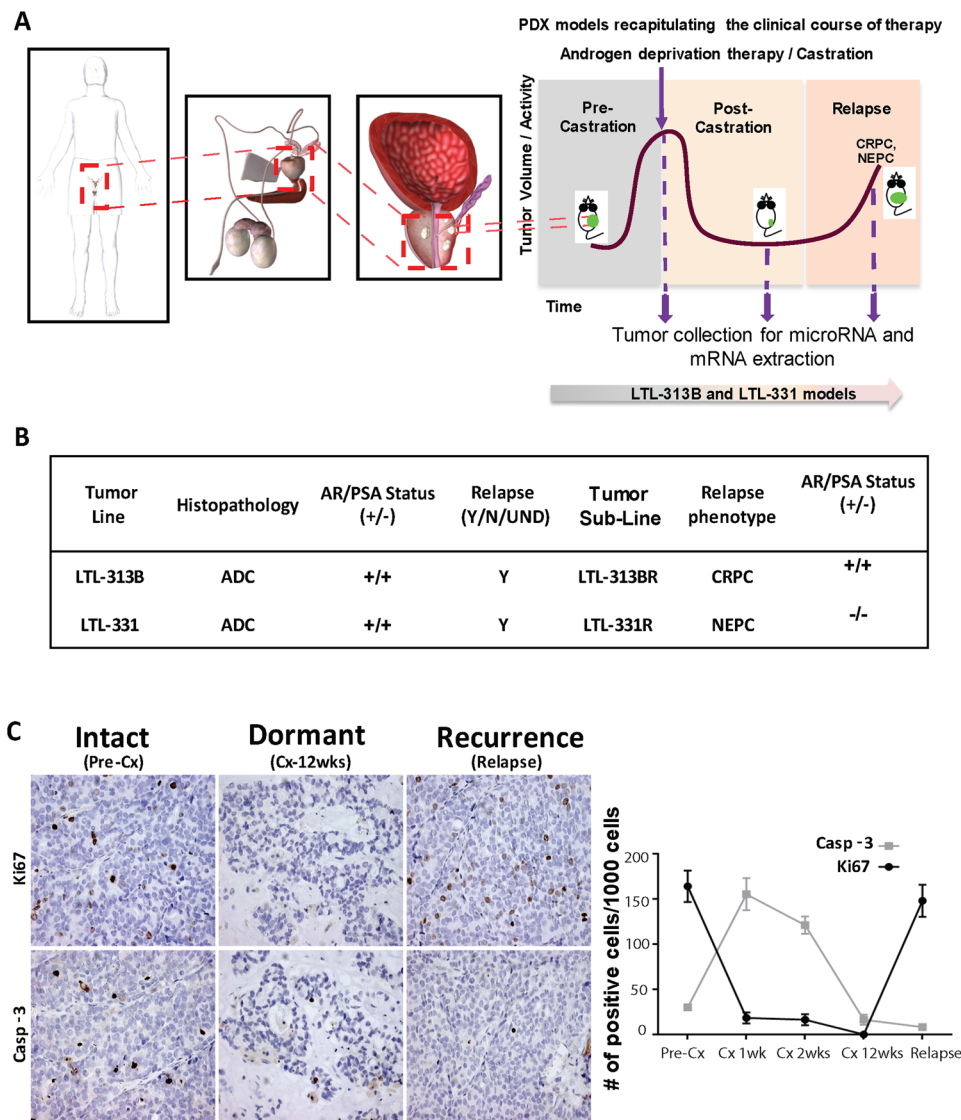 A
PDX models recapitulating the clinical course of therapy
Androgen deprivation therapy / Castration
Tumor Volume / Activity
Pre-
Castration
Post-
Castration
Relapse
CRPC,
NEPC
Time
Tumor collection for microRNA and
mRNA extraction
LTL-313B and LTL-331 models
B
Tumor
Line
Histopathology
AR/PSA Status
(+/-)
Relapse
(Y/N/UND)
Tumor
Sub-Line
Relapse
phenotype
AR/PSA Status
(+/-)
LTL-313B ADC +/+ Y LTL-313BR CRPC +/+
LTL-331 ADC +/+ Y LTL-331R NEPC -/-
C
Intact
(Pre-Cx)
Dormant
(Cx-12wks)
Recurrence
(Relapse)
Ki67
Casp-3
# of positive cells/1000 cells
Casp -3
Ki67
200
150
100
50
0
Pre-Cx Cx 1wk Cx 2wks Cx 12wks Relapse